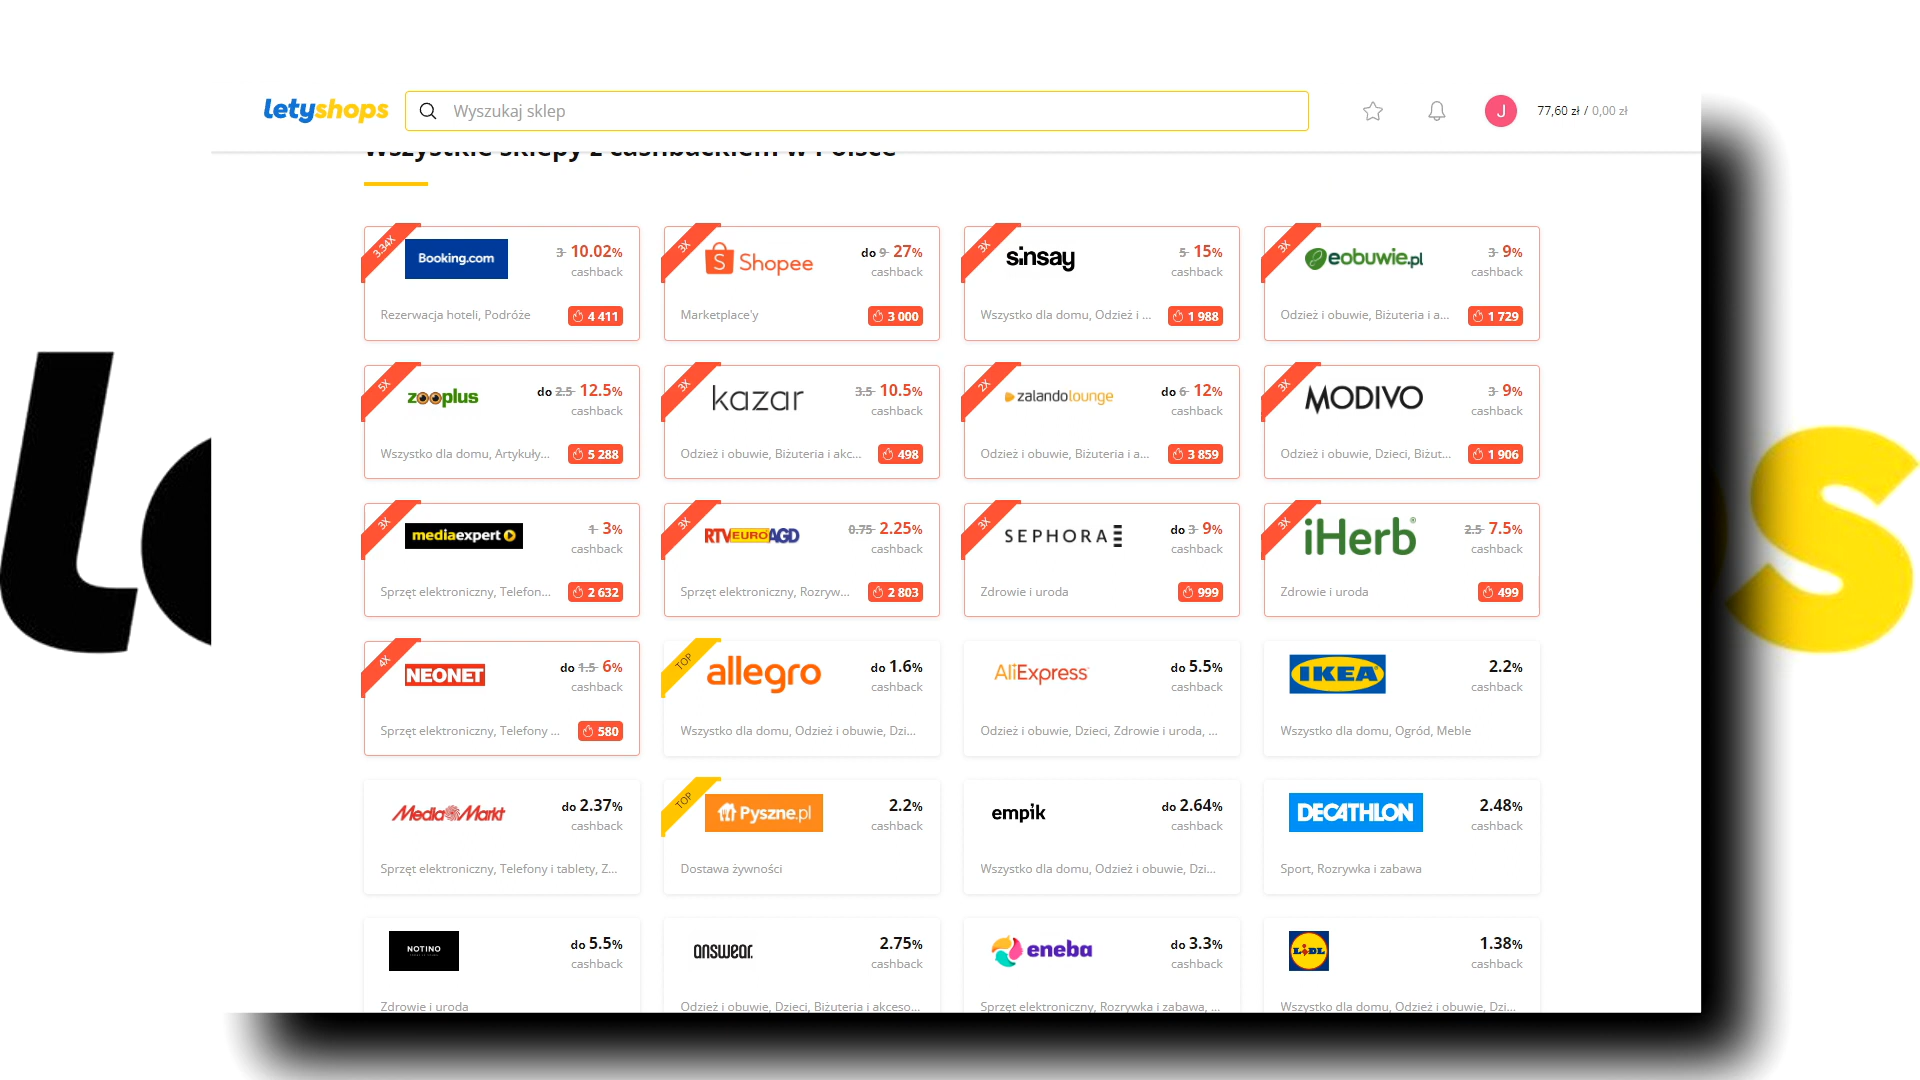 letyshops
Wyszukaj sklep
J
77,60 zł / 0,00 zł
Wszystkie sklepy z cashbackiem w Polsce
3.34X
Booking.com
3 10.02%
cashback
Rezerwacja hoteli, Podróże
4 411
3X
Shopee
do 9 27%
cashback
Marketplace'y
3 000
3X
sinsay
5 15%
cashback
Wszystko dla domu, Odzież i ...
1 988
3X
eobuwie.pl
3 9%
cashback
Odzież i obuwie, Biżuteria i a...
1 729
5X
zooplus
do 2.5 12.5%
cashback
Wszystko dla domu, Artykuły...
5 288
3X
kazar
3.5 10.5%
cashback
Odzież i obuwie, Biżuteria i akc...
498
2X
zalandolounge
do 6 12%
cashback
Odzież i obuwie, Biżuteria i a...
3 859
3X
MODIVO
3 9%
cashback
Odzież i obuwie, Dzieci, Biżut...
1 906
3X
mediaexpert
1 3%
cashback
Sprzęt elektroniczny, Telefon...
2 632
3X
RTV EURO AGD
0.75 2.25%
cashback
Sprzęt elektroniczny, Rozryw...
2 803
3X
SEPHORA
do 3 9%
cashback
Zdrowie i uroda
999
3X
iHerb®
2.5 7.5%
cashback
Zdrowie i uroda
499
4X
NEONET
do 1.5 6%
cashback
Sprzęt elektroniczny, Telefony ...
580
TOP
allegro
do 1.6%
cashback
Wszystko dla domu, Odzież i obuwie, Dzi...
AliExpress
do 5.5%
cashback
Odzież i obuwie, Dzieci, Zdrowie i uroda, ...
IKEA
2.2%
cashback
Wszystko dla domu, Ogród, Meble
MediaMarkt
do 2.37%
cashback
Sprzęt elektroniczny, Telefony i tablety, Z...
TOP
Pyszne.pl
2.2%
cashback
Dostawa żywności
empik
do 2.64%
cashback
Wszystko dla domu, Odzież i obuwie, Dzi...
DECATHLON
2.48%
cashback
Sport, Rozrywka i zabawa
NOTINO
do 5.5%
cashback
Zdrowie i uroda
answear.
2.75%
cashback
Odzież i obuwie, Dzieci, Biżuteria i akceso...
eneba
do 3.3%
cashback
Sprzęt elektroniczny, Rozrywka i zabawa, ...
LIDL
1.38%
cashback
Wszystko dla domu, Odzież i obuwie, Dzi...